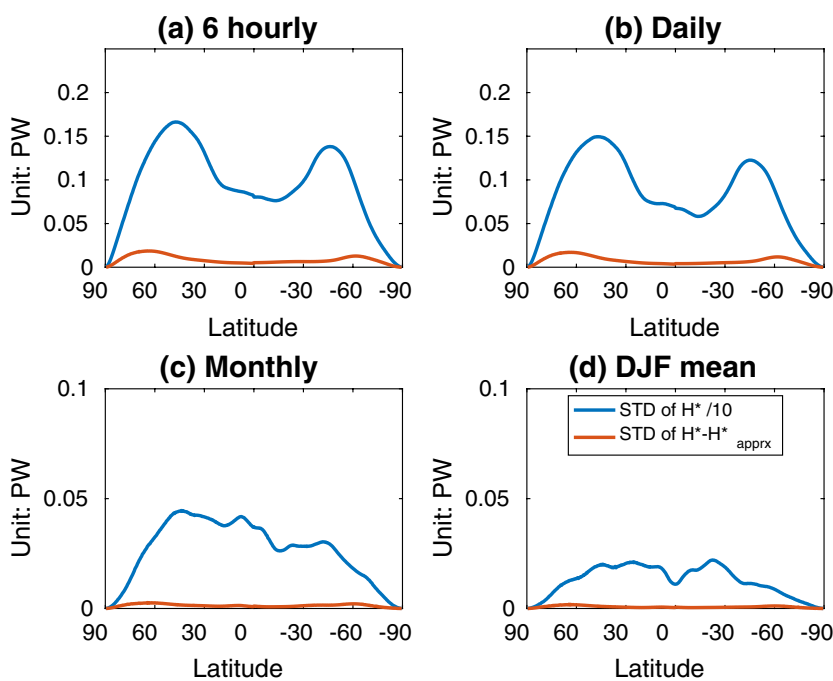 (a) 6 hourly
Unit: PW
0.2
0.15
0.1
0.05
0
90 60 30 0 -30 -60 -90
Latitude
(b) Daily
Unit: PW
0.2
0.15
0.1
0.05
0
90 60 30 0 -30 -60 -90
Latitude
(c) Monthly
Unit: PW
0.1
0.05
0
90 60 30 0 -30 -60 -90
Latitude
(d) DJF mean
Unit: PW
0.1
0.05
0
STD of H* /10
STD of H*-H* apprx
90 60 30 0 -30 -60 -90
Latitude